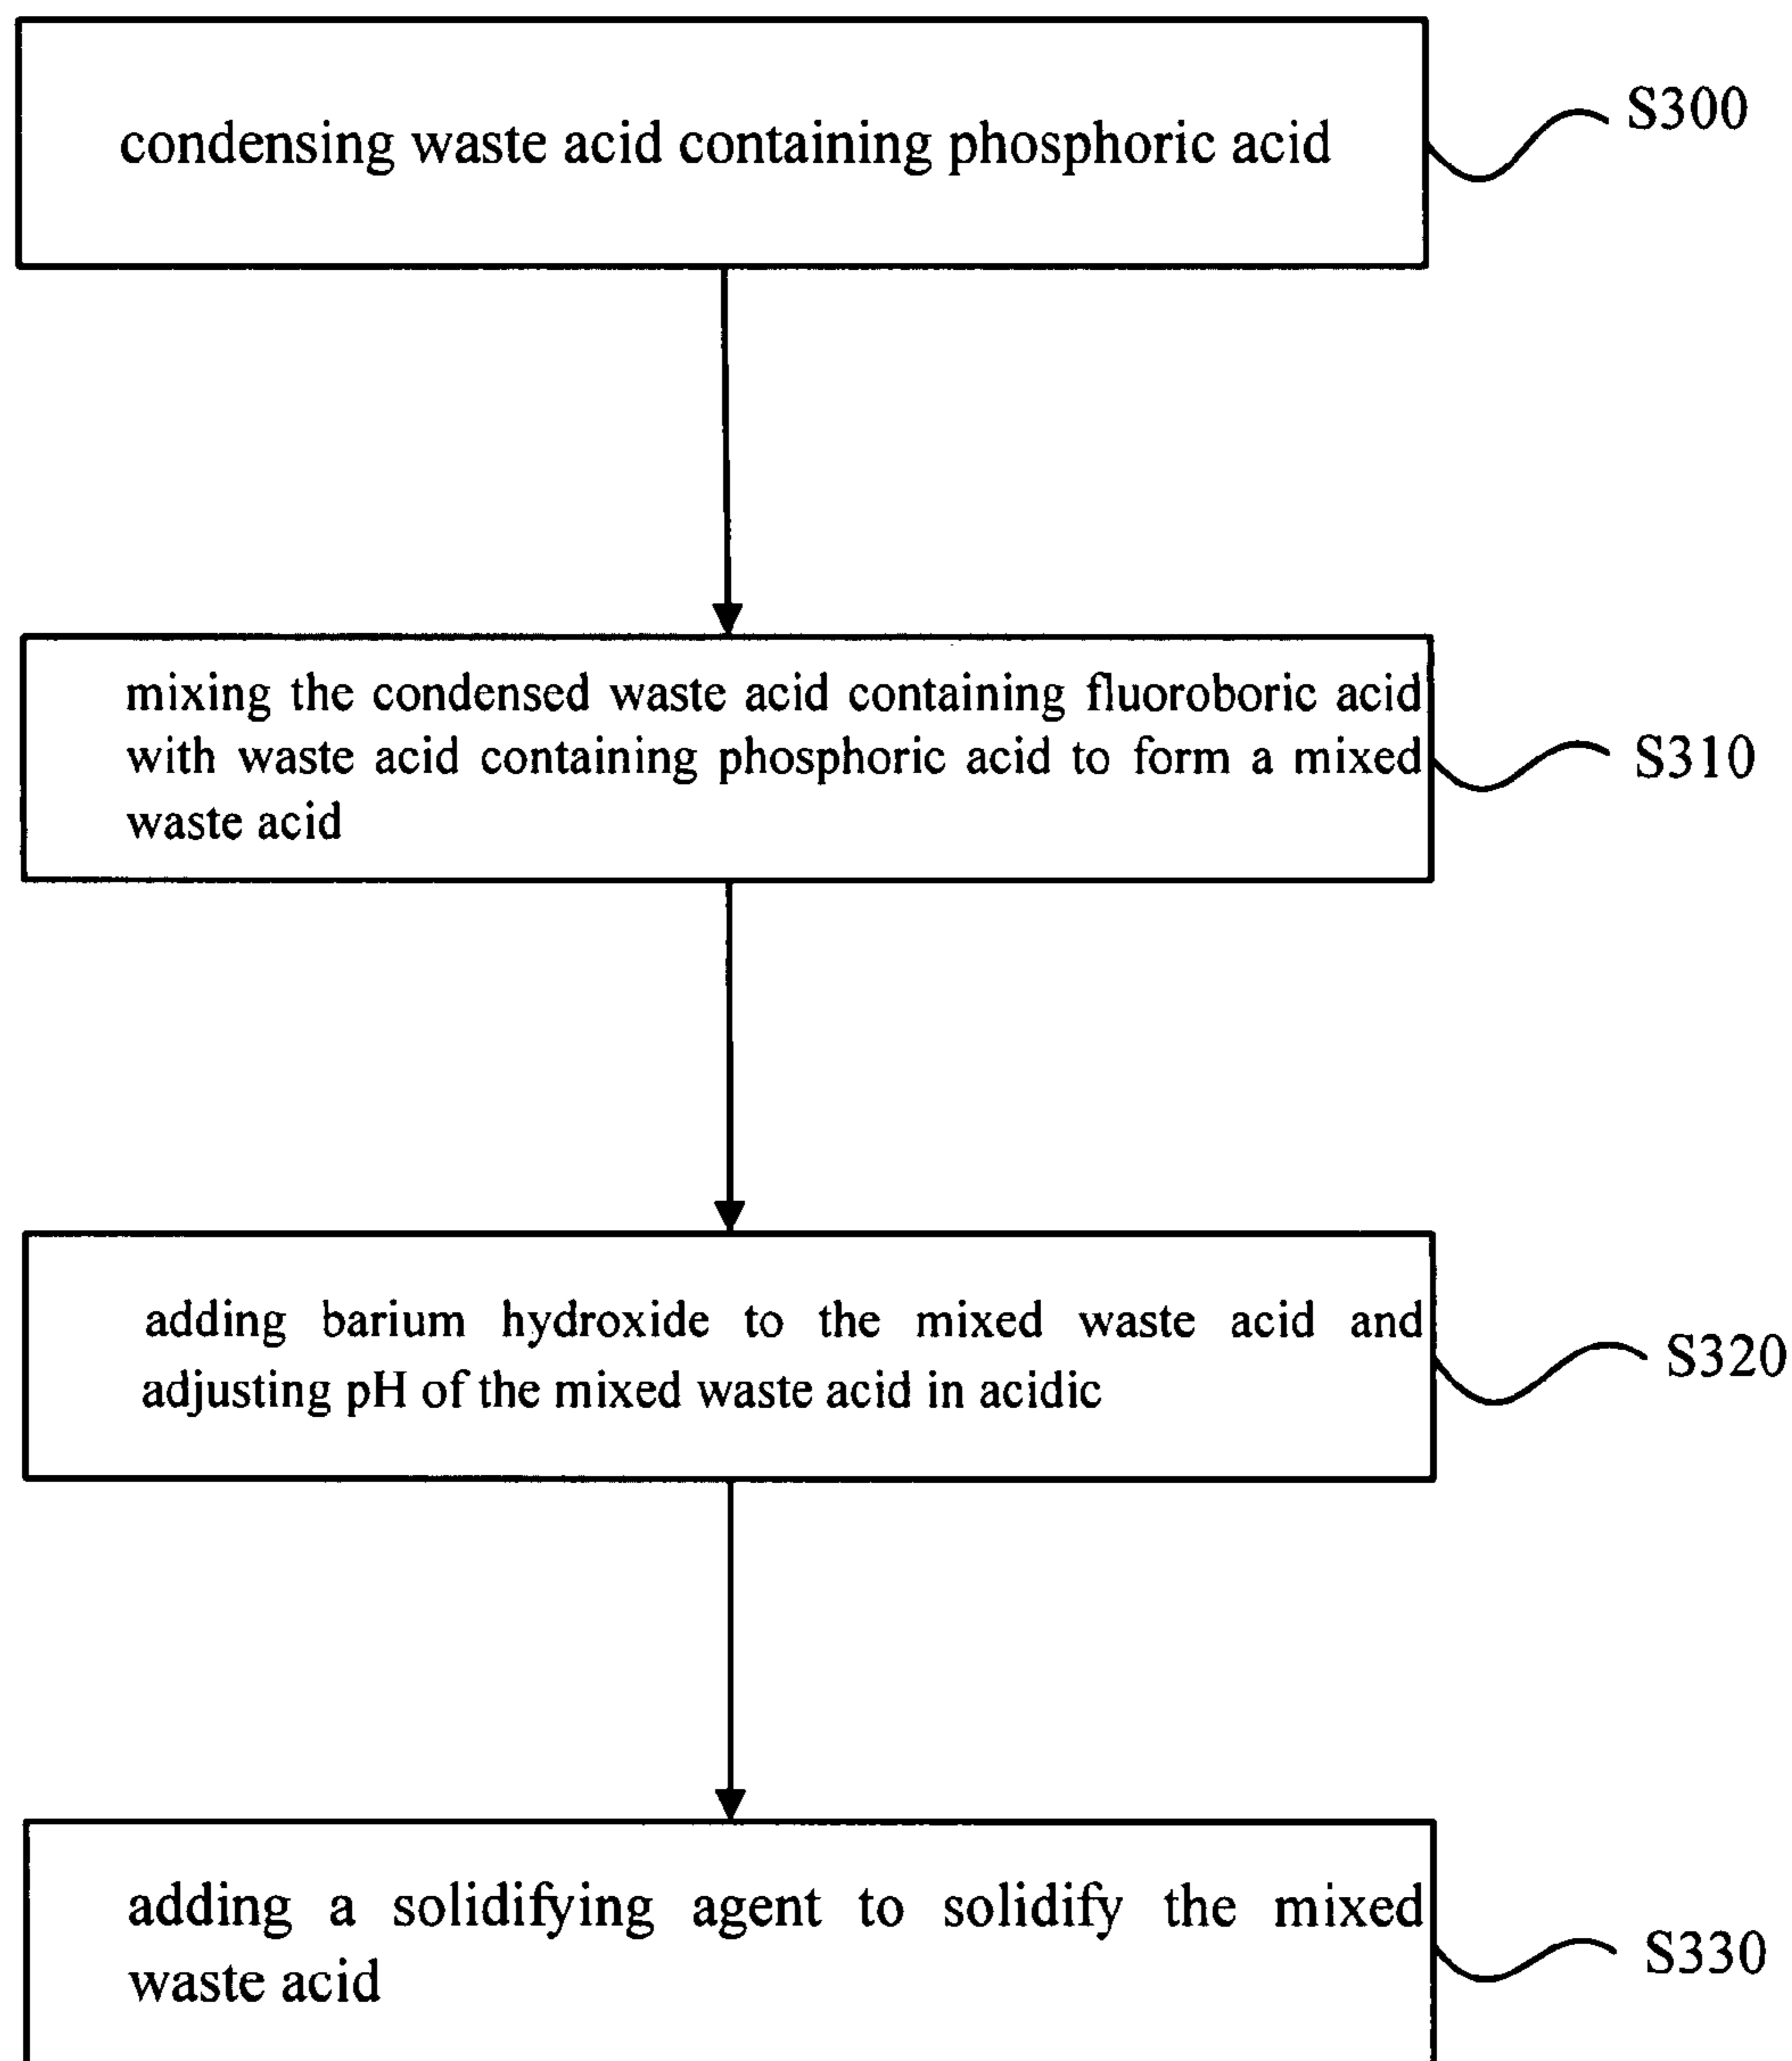 condensing waste acid containing phosphoric acid
S300
mixing the condensed waste acid containing fluoroboric acid
with waste acid containing phosphoric acid to form a mixed
waste acid
S310
adding barium hydroxide to the mixed waste acid and
adjusting pH of the mixed waste acid in acidic
S320
adding a solidifying agent to solidify the mixed
waste acid
S330